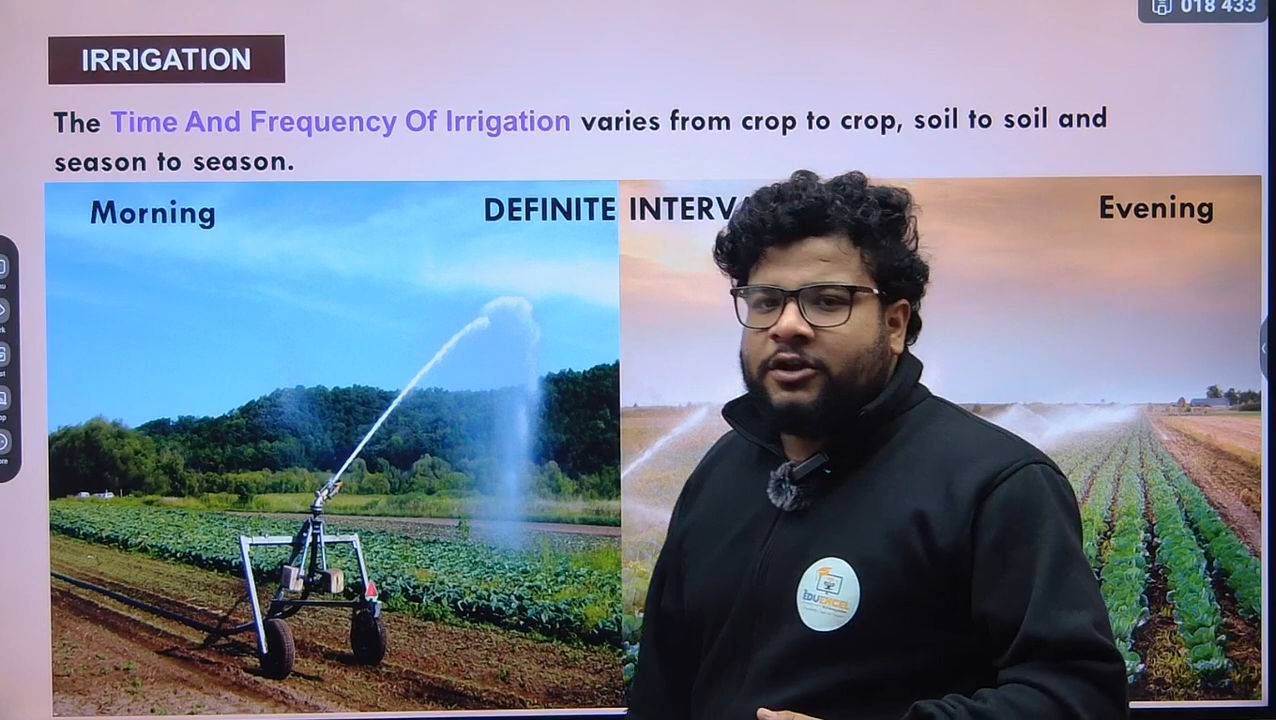 018 433
IRRIGATION
The Time And Frequency Of Irrigation varies from crop to crop, soil to soil and
season to season.
Morning
DEFINITE INTERVA
Evening
EDUEXCEL